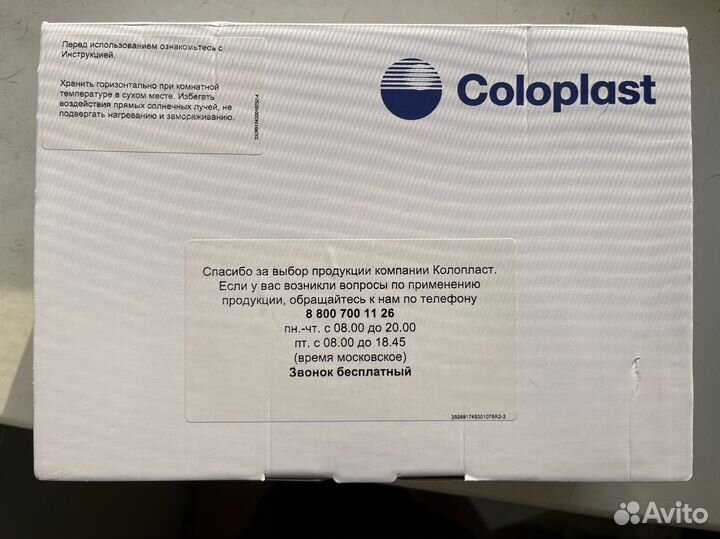 Перед использованием ознакомьтесь с
Инструкцией.
Хранить горизонтально при комнатной
температуре в сухом месте. Избегать
воздействия прямых солнечных лучей, не
подвергать нагреванию и замораживанию.
Coloplast
Спасибо за выбор продукции компании Колопласт.
Если у вас возникли вопросы по применению
продукции, обращайтесь к нам по телефону
8 800 700 11 26
пн.-чт. с 08.00 до 20.00
пт. с 08.00 до 18.45
(время московское)
Звонок бесплатный
Avito